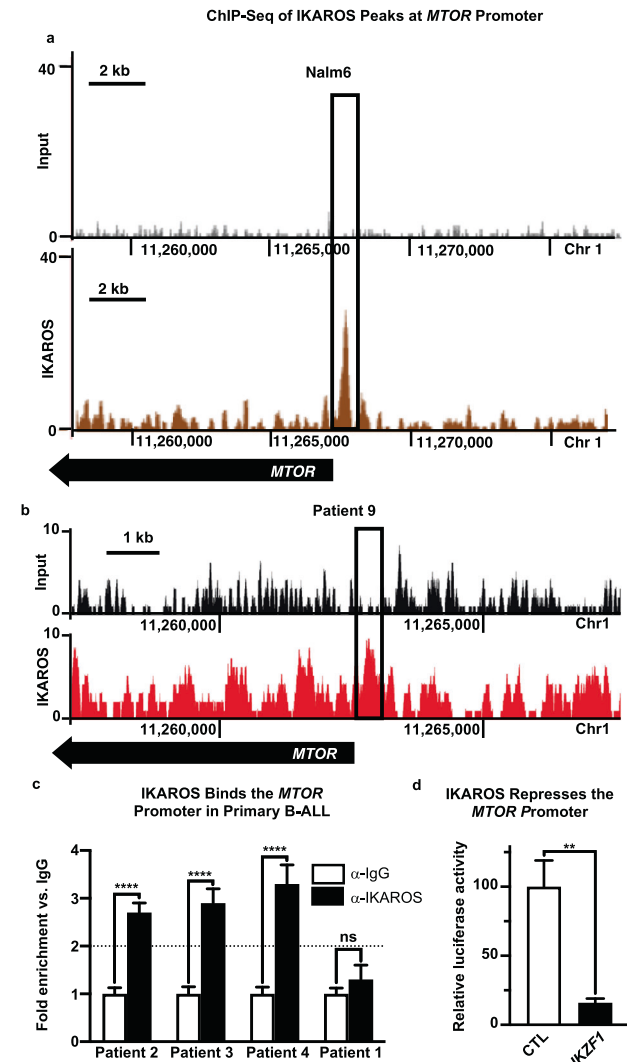 ChIP-Seq of IKAROS Peaks at MTOR Promoter
a
40
2 kb
Nalm6
Input
0
11,260,000
11,265,000
11,270,000
Chr 1
40
2 kb
IKAROS
0
11,260,000
11,265,000
11,270,000
Chr 1
MTOR
b
Patient 9
10
1 kb
Input
0
11,260,000
11,265,000
Chr1
10
IKAROS
0
11,260,000
11,265,000
Chr1
MTOR
c
IKAROS Binds the MTOR
Promoter in Primary B-ALL
Fold enrichment vs. IgG
4
3
2
1
0
****
****
****
ns
α-IgG
α-IKAROS
Patient 2
Patient 3
Patient 4
Patient 1
d
IKAROS Represses the
MTOR Promoter
Relative luciferase activity
100
50
0
**
CTL
IKZF1